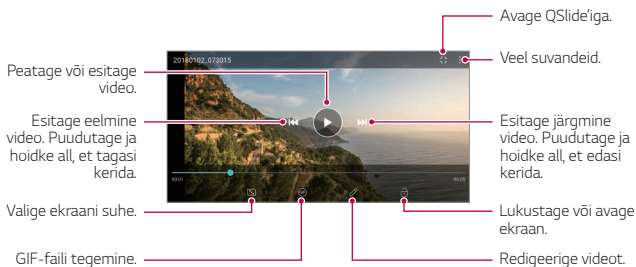 Avage QSlide'iga.
20180102_073015
Veel suvandeid.
Peatage või esitage
video.
Esitage eelmine
video. Puudutage ja
hoidke all, et tagasi
kerida.
Esitage järgmine
video. Puudutage ja
hoidke all, et edasi
kerida.
00:01
00:05
GIF
Valige ekraani suhe.
Lukustage või avage
ekraan.
GIF-faili tegemine.
Redigeerige videot.